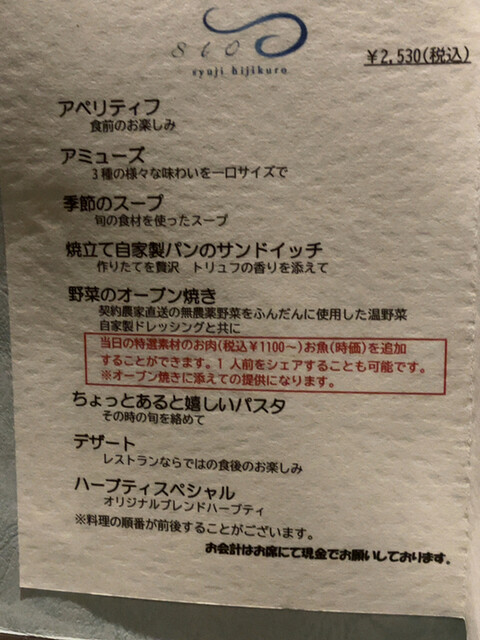 sio
syuji hijikuro
￥2,530(税込)
アペリティフ
食前のお楽しみ
アミューズ
3種の様々な味わいを一口サイズで
季節のスープ
旬の食材を使ったスープ
焼立て自家製パンのサンドイッチ
作りたてを贅沢　トリュフの香りを添えて
野菜のオーブン焼き
契約農家直送の無農薬野菜をふんだんに使用した温野菜
自家製ドレッシングと共に
当日の特選素材のお肉(税込￥1100～)お魚(時価)を追加
することができます。1人前をシェアすることも可能です。
※オーブン焼きに添えての提供になります。
ちょっとあると嬉しいパスタ
その時の旬を絡めて
デザート
レストランならではの食後のお楽しみ
ハーブティスペシャル
オリジナルブレンドハーブティ
※料理の順番が前後することがございます。
お会計はお席にて現金でお願いしております。